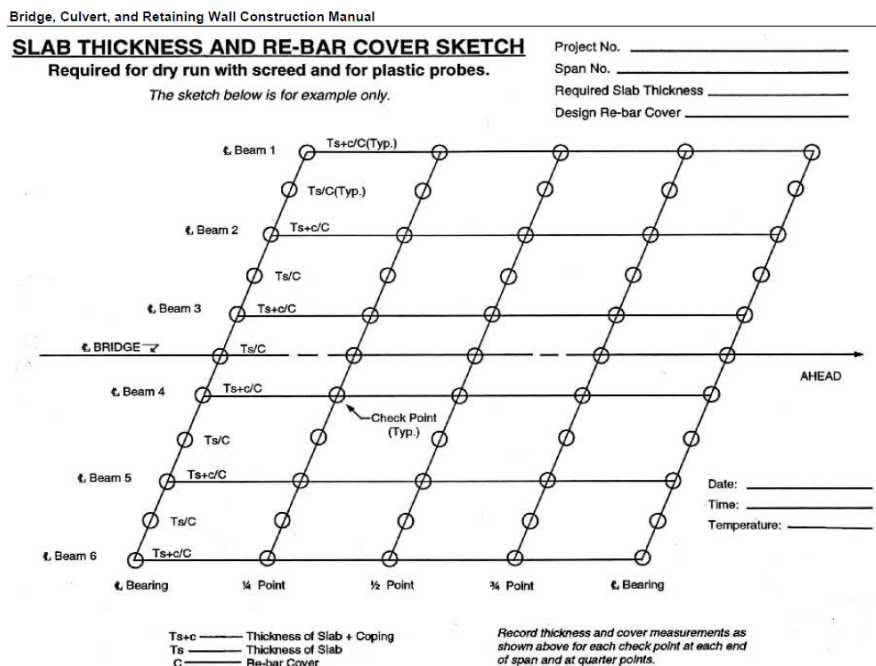 Bridge, Culvert, and Retaining Wall Construction Manual
SLAB THICKNESS AND RE-BAR COVER SKETCH
Required for dry run with screed and for plastic probes.
The sketch below is for example only.
Project No.
Span No.
Required Slab Thickness
Design Re-bar Cover
℄ Beam 1
Ts+c/C(Typ.)
Ts/C(Typ.)
℄ Beam 2
Ts+c/C
Ts/C
℄ Beam 3
Ts+c/C
℄ BRIDGE
Ts/C
AHEAD
℄ Beam 4
Ts+c/C
Check Point
(Typ.)
Ts/C
℄ Beam 5
Ts+c/C
Ts/C
℄ Beam 6
Ts+c/C
Date:
Time:
Temperature:
℄ Bearing
¼ Point
½ Point
¾ Point
℄ Bearing
Ts+c Thickness of Slab + Coping
Ts Thickness of Slab
C Re-bar Cover
Record thickness and cover measurements as
shown above for each check point at each end
of span and at quarter points.